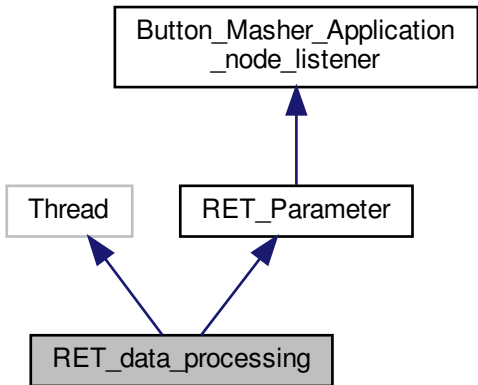 Button_Masher_Application
_node_listener
Thread
RET_Parameter
RET_data_processing